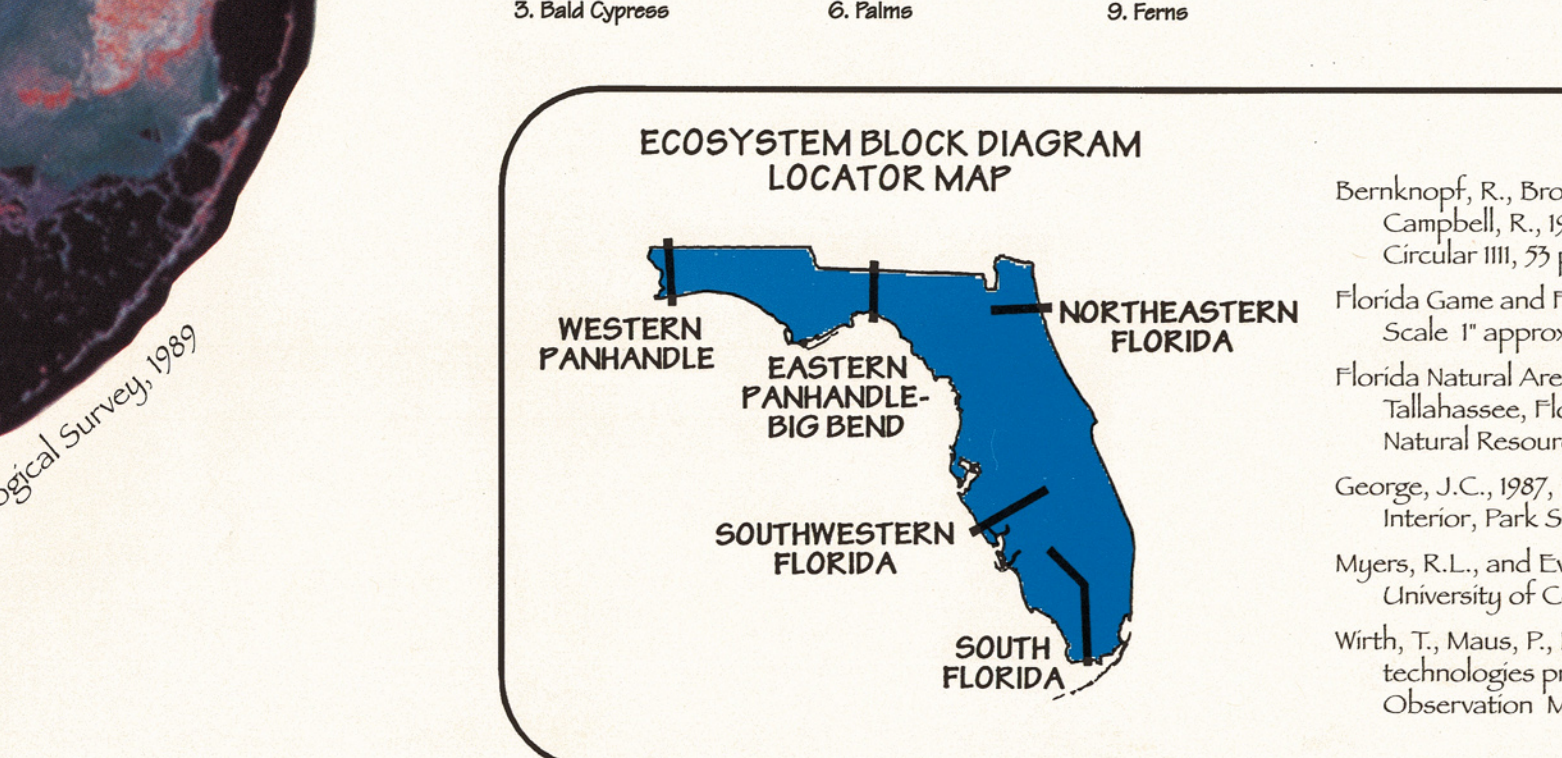 3. Bald Cypress
6. Palms
9. Ferns
ECOSYSTEM BLOCK DIAGRAM
LOCATOR MAP
WESTERN
PANHANDLE
EASTERN
PANHANDLE-
BIG BEND
NORTHEASTERN
FLORIDA
SOUTHWESTERN
FLORIDA
SOUTH
FLORIDA
ogical Survey, 1989
Bernknopf, R., Bro
Campbell, R., 19
Circular 1111, 53 p
Florida Game and F
Scale 1" approx
Florida Natural Are
Tallahassee, Flo
Natural Resour
George, J.C., 1987,
Interior, Park S
Myers, R.L., and Ev
University of C
Wirth, T., Maus, P.,
technologies pr
Observation M